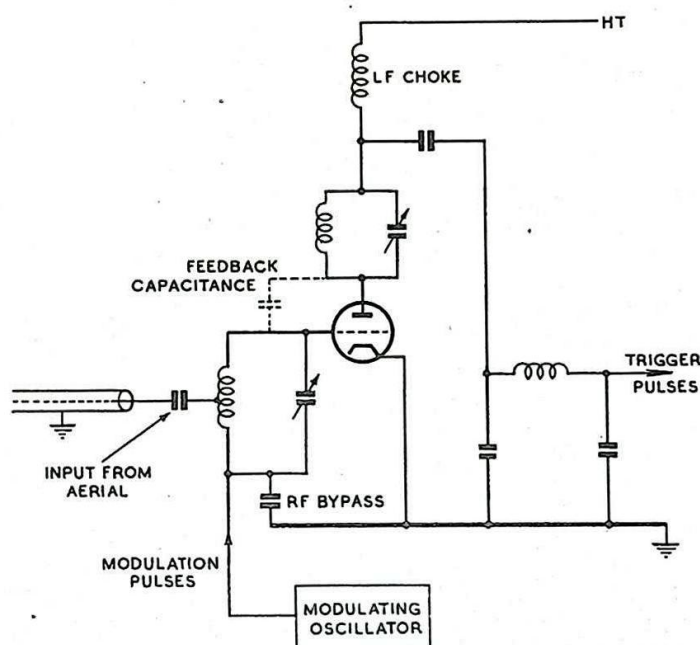 HT
LF CHOKE
FEEDBACK
CAPACITANCE
TRIGGER
PULSES
INPUT FROM
AERIAL
RF BYPASS
MODULATION
PULSES
MODULATING
OSCILLATOR